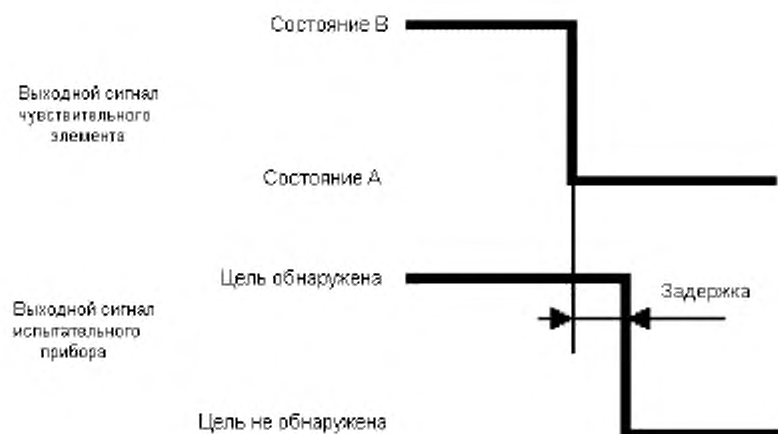 Состояние В
Выходной сигнал
чувствительного
элемента
Состояние А
Цель обнаружена
Задержка
Выходной сигнал
испытательного
прибора
Цель не обнаружена